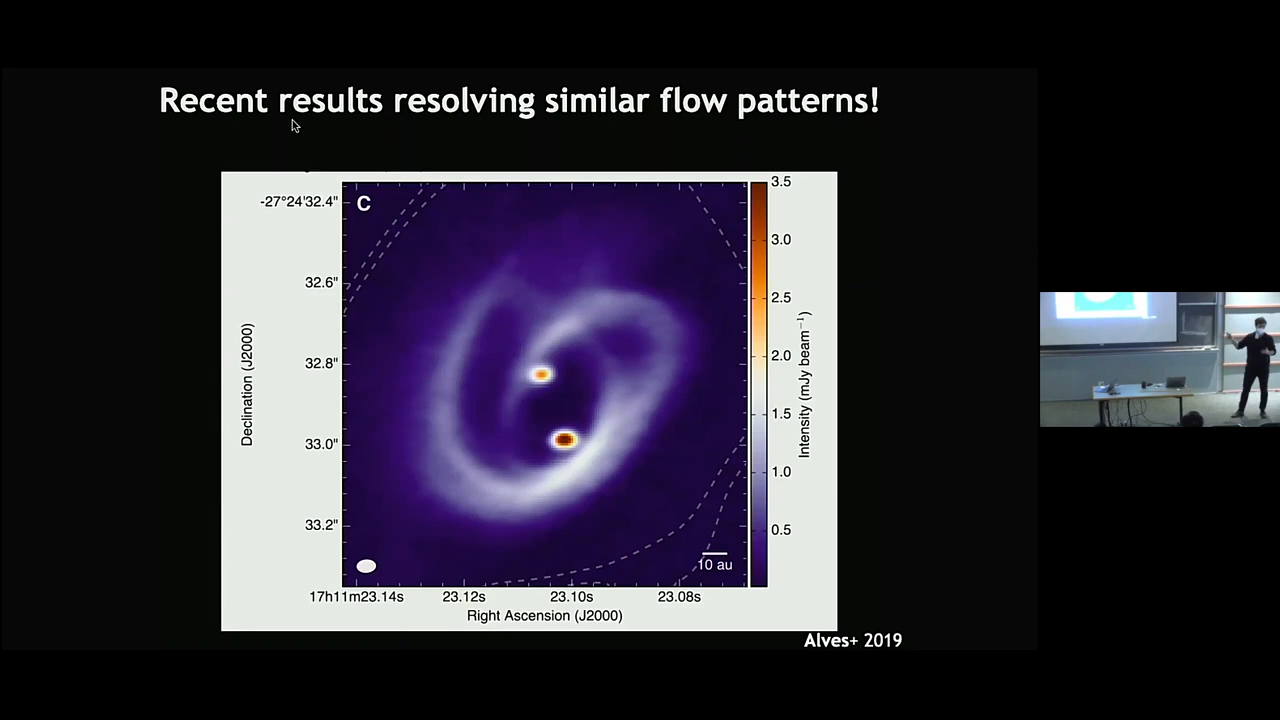 Recent results resolving similar flow patterns!
C
-27°24'32.4"
32.6"
32.8"
33.0"
33.2"
Declination (J2000)
17h11m23.14s
23.12s
23.10s
23.08s
Right Ascension (J2000)
10 au
3.5
3.0
2.5
2.0
1.5
1.0
0.5
Intensity (mJy beam⁻¹)
Alves+ 2019